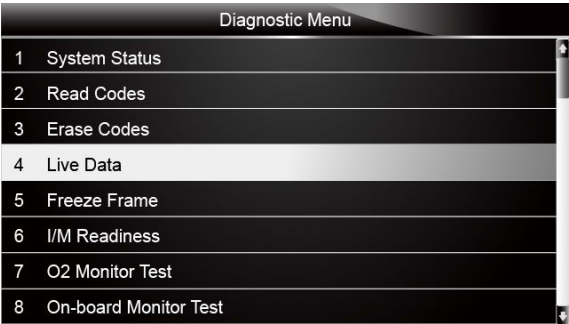 Diagnostic Menu
1 System Status
2 Read Codes
3 Erase Codes
4 Live Data
5 Freeze Frame
6 I/M Readiness
7 O2 Monitor Test
8 On-board Monitor Test